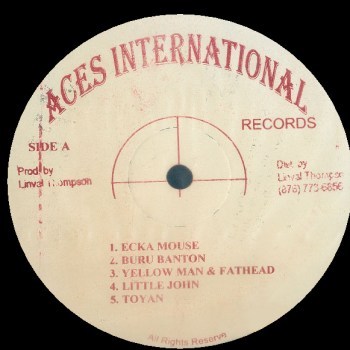 ACES INTERNATIONAL
RECORDS
SIDE A
Prod. by
Linval Thompson
Dist. by
Linval Thompson
(876) 773-6856
1. ECKA MOUSE
2. BURU BANTON
3. YELLOW MAN & FATHEAD
4. LITTLE JOHN
5. TOYAN
All Rights Reserve